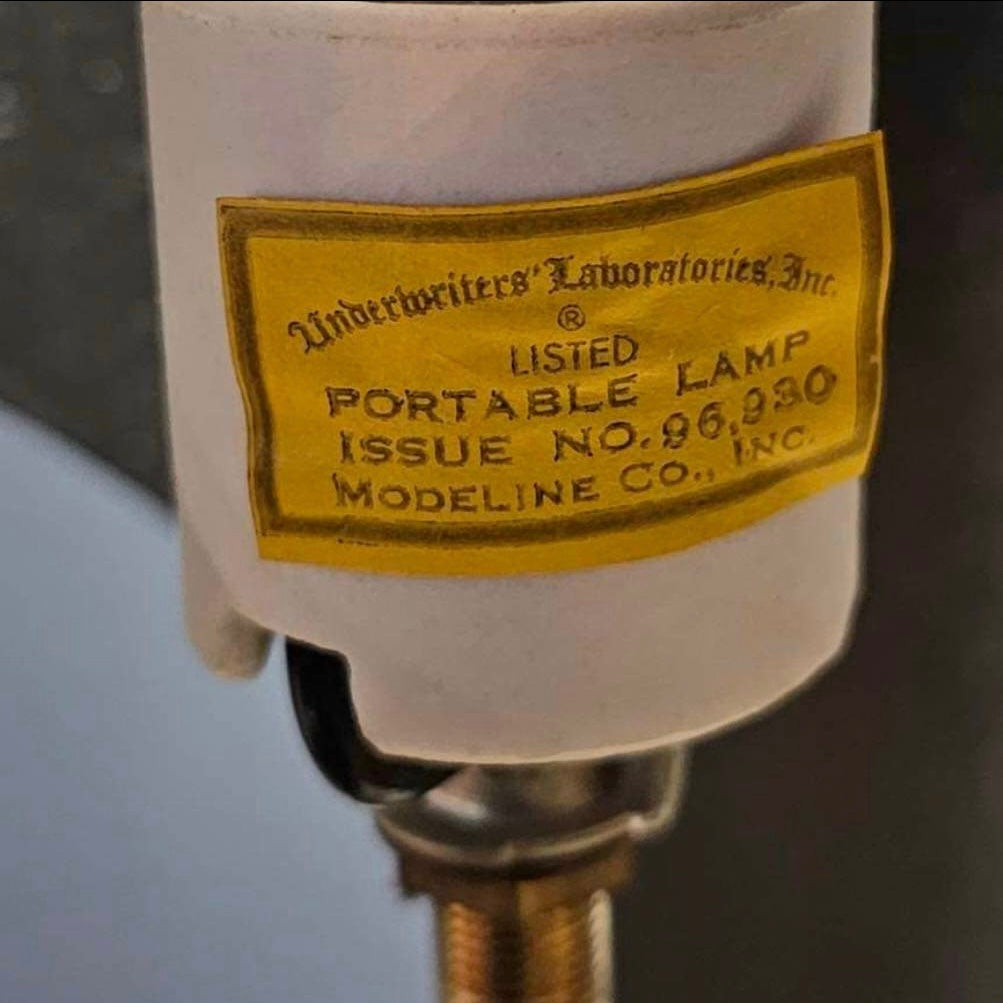 Underwriters' Laboratories, Inc.
®
LISTED
PORTABLE LAMP
ISSUE NO. 96,930
MODELINE CO., INC.